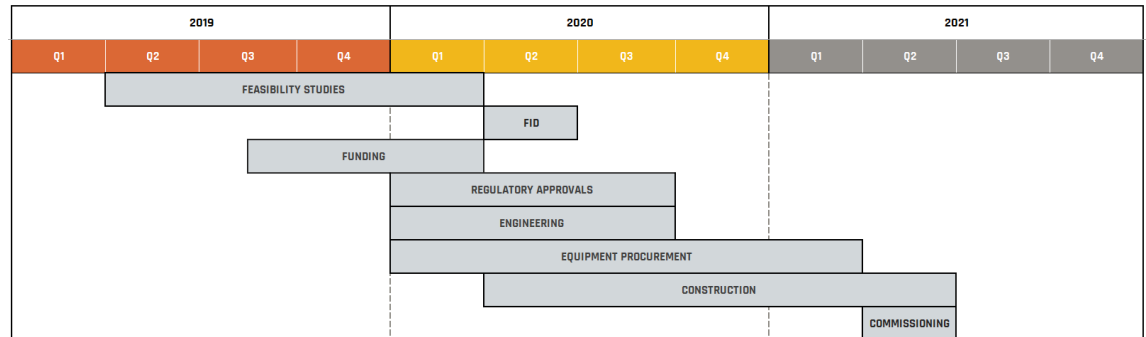 2019 2020 2021
Q1 Q2 Q3 Q4 Q1 Q2 Q3 Q4 Q1 Q2 Q3 Q4
FEASIBILITY STUDIES
FID
FUNDING
REGULATORY APPROVALS
ENGINEERING
EQUIPMENT PROCUREMENT
CONSTRUCTION
COMMISSIONING